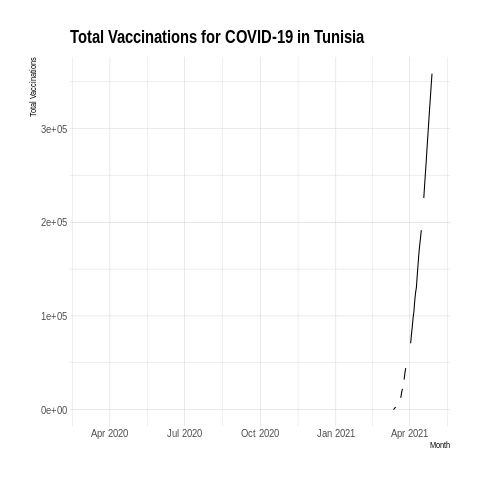 Total Vaccinations for COVID-19 in Tunisia
Total Vaccinations
3e+05
2e+05
1e+05
0e+00
Apr 2020 Jul 2020 Oct 2020 Jan 2021 Apr 2021
Month